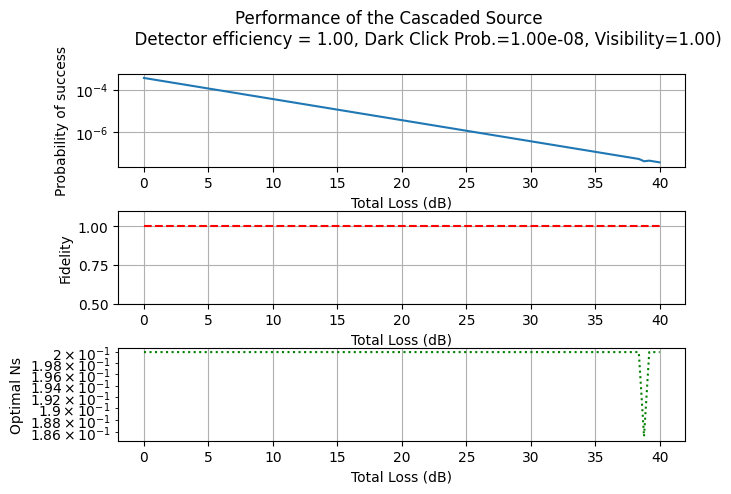 Performance of the Cascaded Source
Detector efficiency = 1.00, Dark Click Prob.=1.00e-08, Visibility=1.00)
Probability of success
10⁻⁴
10⁻⁶
0 5 10 15 20 25 30 35 40
Total Loss (dB)
Fidelity
1.00
0.75
0.50
0 5 10 15 20 25 30 35 40
Total Loss (dB)
Optimal Ns
2 × 10⁻¹
1.98 × 10⁻¹
1.96 × 10⁻¹
1.94 × 10⁻¹
1.92 × 10⁻¹
1.9 × 10⁻¹
1.88 × 10⁻¹
1.86 × 10⁻¹
0 5 10 15 20 25 30 35 40
Total Loss (dB)